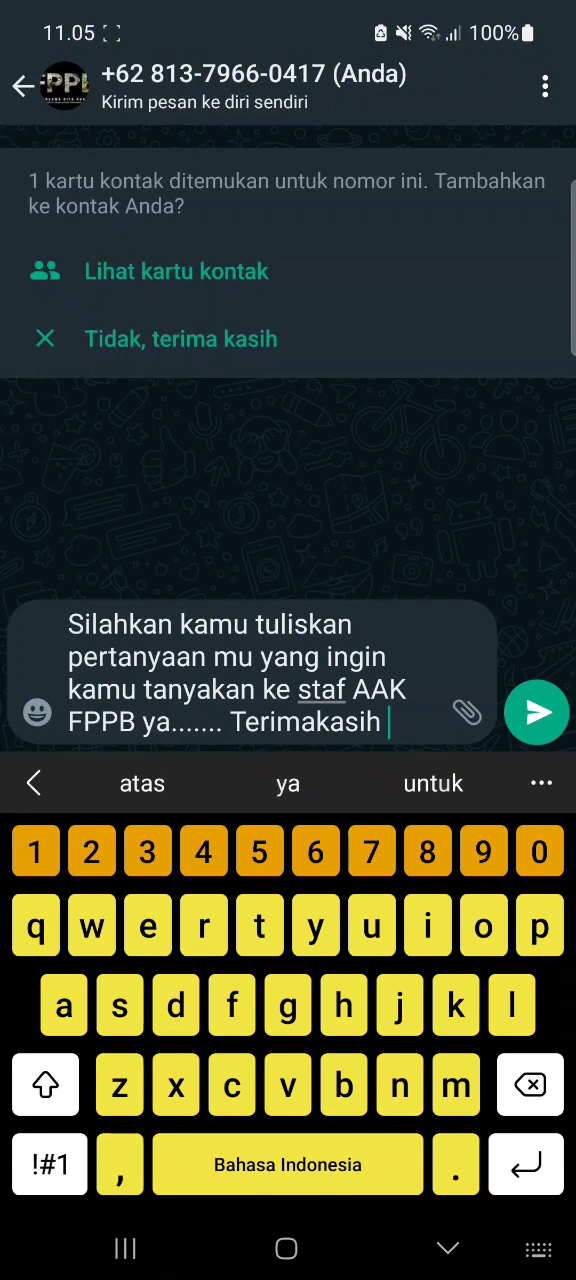 11.05 100%
+62 813-7966-0417 (Anda)
Kirim pesan ke diri sendiri
1 kartu kontak ditemukan untuk nomor ini. Tambahkan
ke kontak Anda?
Lihat kartu kontak
Tidak, terima kasih
Silahkan kamu tuliskan
pertanyaan mu yang ingin
kamu tanyakan ke staf AAK
FPPB ya....... Terimakasih
atas ya untuk
1 2 3 4 5 6 7 8 9 0
q w e r t y u i o p
a s d f g h j k l
z x c v b n m
!#1 , Bahasa Indonesia .